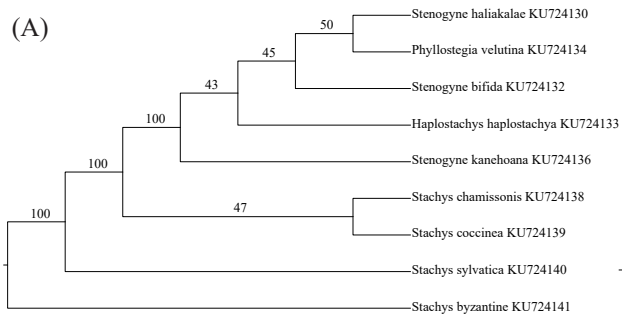 (A)
50
Stenogyne haliakalae KU724130
Phyllostegia velutina KU724134
45
Stenogyne bifida KU724132
43
Haplostachys haplostachya KU724133
100
Stenogyne kanehoana KU724136
100
47
Stachys chamissonis KU724138
Stachys coccinea KU724139
100
Stachys sylvatica KU724140
Stachys byzantine KU724141